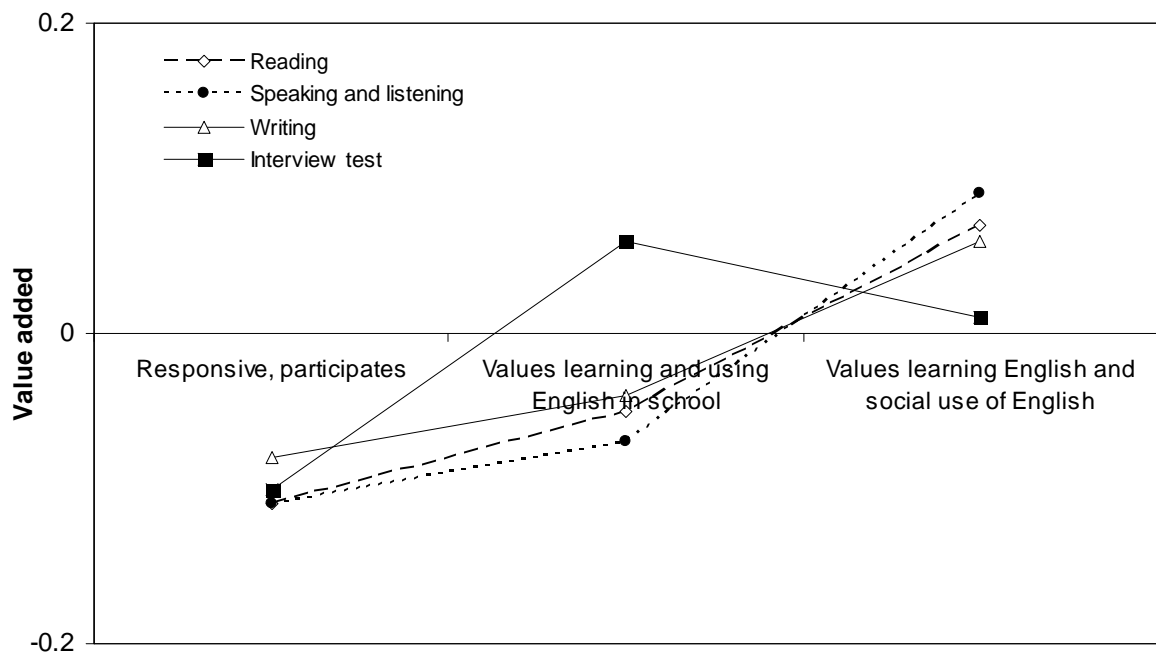 0.2
Reading
Speaking and listening
Writing
Interview test
Value added
0
Responsive, participates
Values learning and using
English in school
Values learning English and
social use of English
-0.2